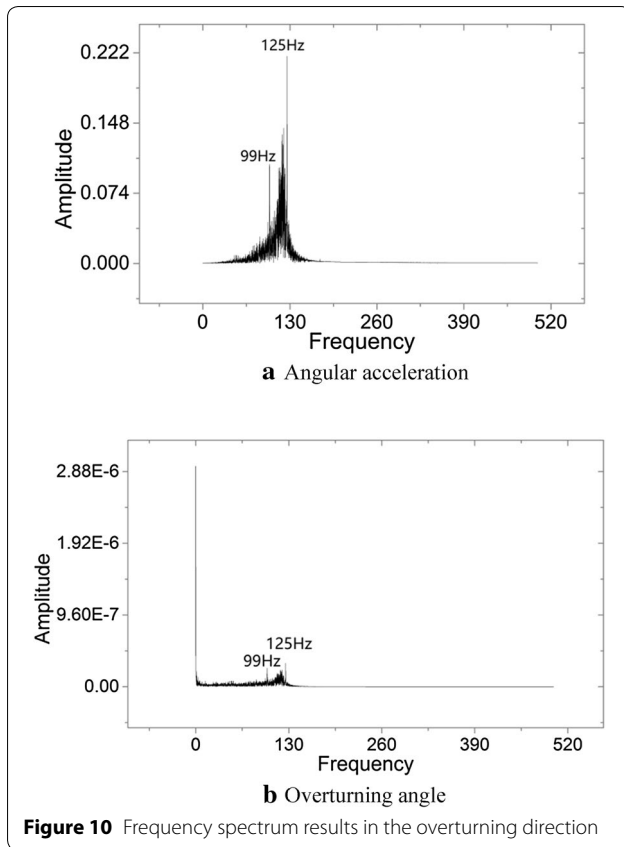 125Hz
0.222
0.148
99Hz
0.074
0.000
Amplitude
0 130 260 390 520
Frequency
a Angular acceleration
2.88E-6
1.92E-6
9.60E-7
125Hz
99Hz
0.00
Amplitude
0 130 260 390 520
Frequency
b Overturning angle
Figure 10 Frequency spectrum results in the overturning direction